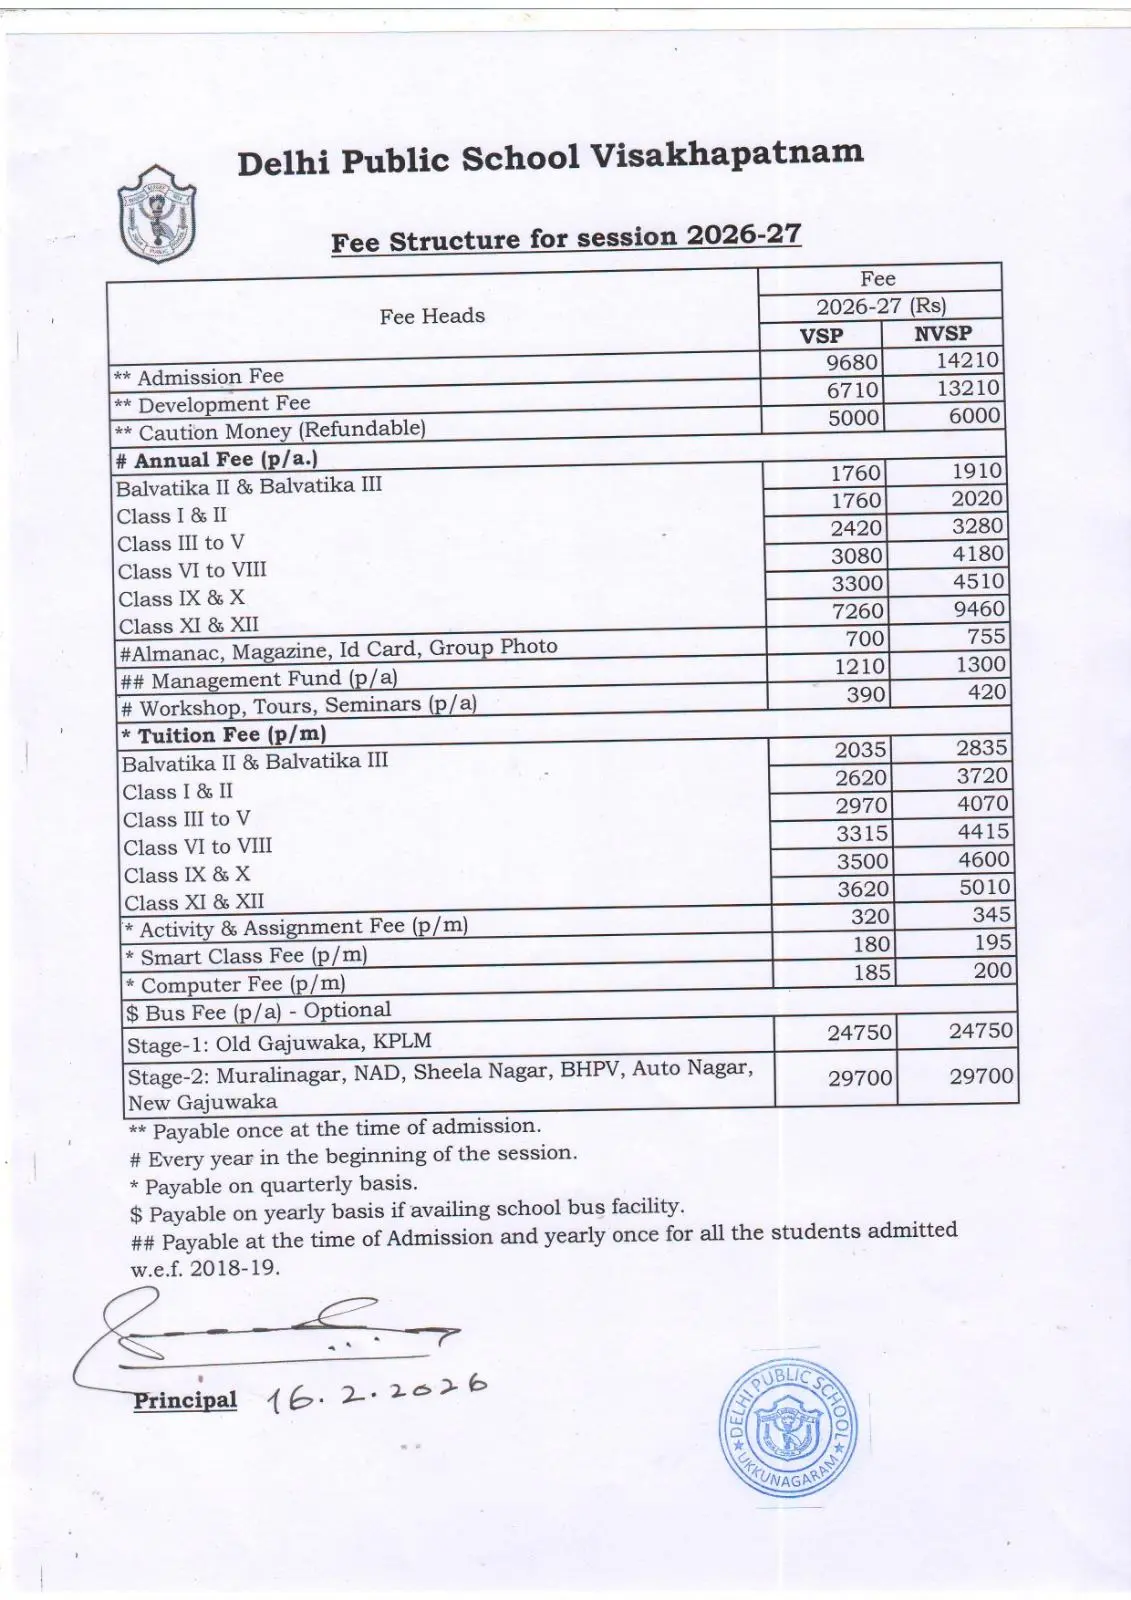 Delhi Public School Visakhapatnam
Fee Structure for session 2026-27
Fee Heads
Fee
2026-27 (Rs)
VSP NVSP
** Admission Fee 9680 14210
** Development Fee 6710 13210
** Caution Money (Refundable) 5000 6000
# Annual Fee (p/a.)
Balvatika II & Balvatika III 1760 1910
Class I & II 1760 2020
Class III to V 2420 3280
Class VI to VIII 3080 4180
Class IX & X 3300 4510
Class XI & XII 7260 9460
#Almanac, Magazine, Id Card, Group Photo 700 755
## Management Fund (p/a) 1210 1300
# Workshop, Tours, Seminars (p/a) 390 420
* Tuition Fee (p/m)
Balvatika II & Balvatika III 2035 2835
Class I & II 2620 3720
Class III to V 2970 4070
Class VI to VIII 3315 4415
Class IX & X 3500 4600
Class XI & XII 3620 5010
* Activity & Assignment Fee (p/m) 320 345
* Smart Class Fee (p/m) 180 195
* Computer Fee (p/m) 185 200
$ Bus Fee (p/a) - Optional
Stage-1: Old Gajuwaka, KPLM 24750 24750
Stage-2: Muralinagar, NAD, Sheela Nagar, BHPV, Auto Nagar, 29700 29700
New Gajuwaka
** Payable once at the time of admission.
# Every year in the beginning of the session.
* Payable on quarterly basis.
$ Payable on yearly basis if availing school bus facility.
## Payable at the time of Admission and yearly once for all the students admitted
w.e.f. 2018-19.
Principal 16.2.2026
DELHI PUBLIC SCHOOL
★ UKKUNAGARAM ★